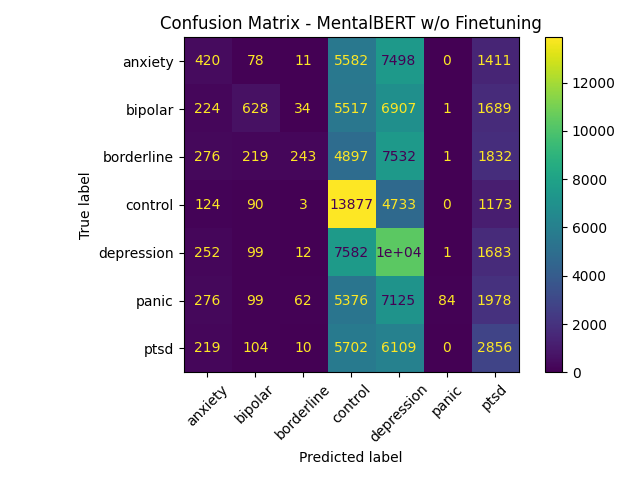 Confusion Matrix - MentalBERT w/o Finetuning
True label
anxiety 420 78 11 5582 7498 0 1411
bipolar 224 628 34 5517 6907 1 1689
borderline 276 219 243 4897 7532 1 1832
control 124 90 3 13877 4733 0 1173
depression 252 99 12 7582 1e+04 1 1683
panic 276 99 62 5376 7125 84 1978
ptsd 219 104 10 5702 6109 0 2856
anxiety bipolar borderline control depression panic ptsd
Predicted label
12000
10000
8000
6000
4000
2000
0